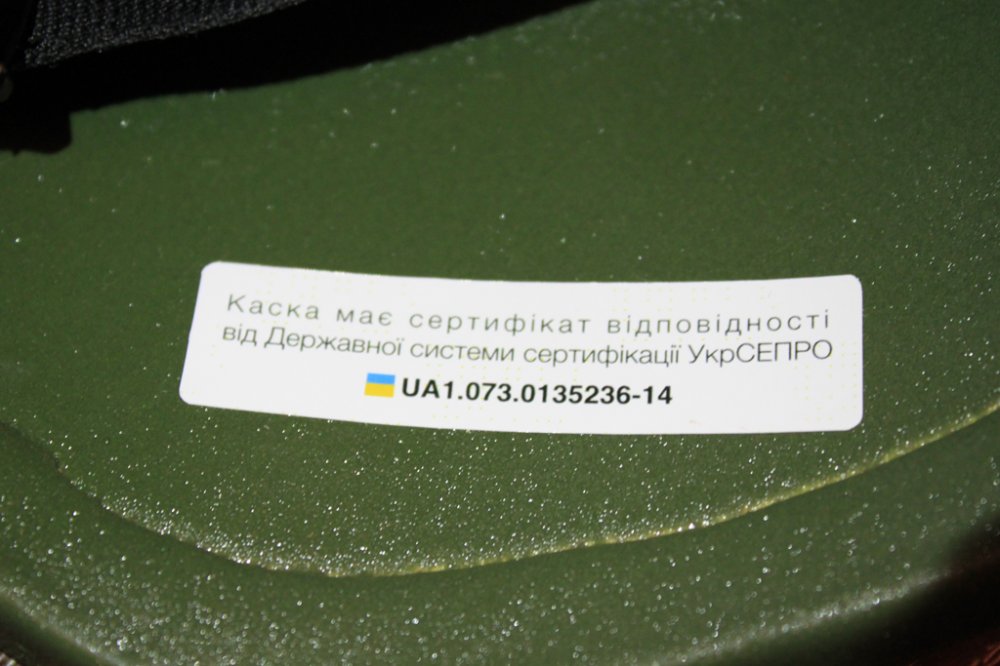 Каска має сертифікат відповідності
від Державної системи сертифікації УкрСЕПРО
UA1.073.0135236-14